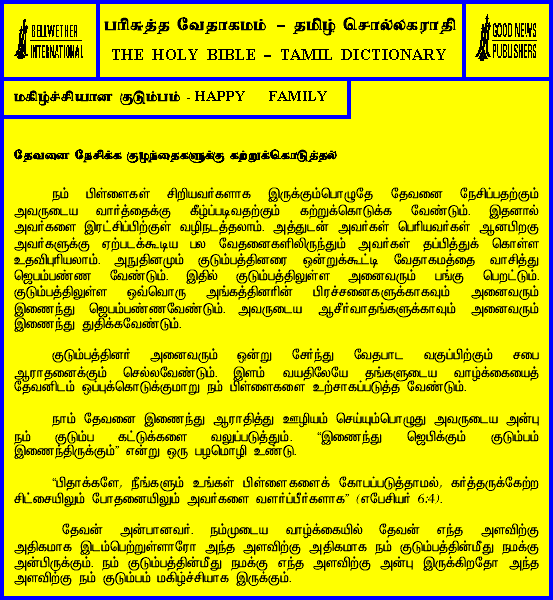 BELLWETHER
INTERNATIONAL
பரிசுத்த வேதாகமம் – தமிழ் சொல்லகராதி
THE HOLY BIBLE – TAMIL DICTIONARY
GOOD NEWS
PUBLISHERS
மகிழ்ச்சியான குடும்பம் - HAPPY FAMILY
தேவனை நேசிக்க குழந்தைகளுக்கு கற்றுக்கொடுத்தல்
நம் பிள்ளைகள் சிறியவர்களாக இருக்கும்பொழுதே தேவனை நேசிப்பதற்கும்
அவருடைய வார்த்தைக்கு கீழ்ப்படிவதற்கும் கற்றுக்கொடுக்க வேண்டும். இதனால்
அவர்களை இரட்சிப்பிற்குள் வழிநடத்தலாம். அத்துடன் அவர்கள் பெரியவர்கள் ஆனபிறகு
அவர்களுக்கு ஏற்படக்கூடிய பல வேதனைகளிலிருந்தும் அவர்கள் தப்பித்துக் கொள்ள
உதவிபுரியலாம். அநுதினமும் குடும்பத்தினரை ஒன்றுக்கூட்டி வேதாகமத்தை வாசித்து
ஜெபம்பண்ண வேண்டும். இதில் குடும்பத்திலுள்ள அனைவரும் பங்கு பெறட்டும்.
குடும்பத்திலுள்ள ஒவ்வொரு அங்கத்தினரின் பிரச்சனைகளுக்காகவும் அனைவரும்
இணைந்து ஜெபம்பண்ணவேண்டும். அவருடைய ஆசீர்வாதங்களுக்காகவும் அனைவரும்
இணைந்து துதிக்கவேண்டும்.
குடும்பத்தினர் அனைவரும் ஒன்று சேர்ந்து வேதபாட வகுப்பிற்கும் சபை
ஆராதனைக்கும் செல்லவேண்டும். இளம் வயதிலேயே தங்களுடைய வாழ்க்கையைத்
தேவனிடம் ஒப்புக்கொடுக்குமாறு நம் பிள்ளைகளை உற்சாகப்படுத்த வேண்டும்.
நாம் தேவனை இணைந்து ஆராதித்து ஊழியம் செய்யும்பொழுது அவருடைய அன்பு
நம் குடும்ப கட்டுக்களை வலுப்படுத்தும். “இணைந்து ஜெபிக்கும் குடும்பம்
இணைந்திருக்கும்” என்று ஒரு பழமொழி உண்டு.
“பிதாக்களே, நீங்களும் உங்கள் பிள்ளைகளைக் கோபப்படுத்தாமல், கர்த்தருக்கேற்ற
சிட்சையிலும் போதனையிலும் அவர்களை வளர்ப்பீர்களாக” (எபேசியர் 6:4).
தேவன் அன்பானவர். நம்முடைய வாழ்க்கையில் தேவன் எந்த அளவிற்கு
அதிகமாக இடம்பெற்றுள்ளாரோ அந்த அளவிற்கு அதிகமாக நம் குடும்பத்தின்மீது நமக்கு
அன்பிருக்கும். நம் குடும்பத்தின்மீது நமக்கு எந்த அளவிற்கு அன்பு இருக்கிறதோ அந்த
அளவிற்கு நம் குடும்பம் மகிழ்ச்சியாக இருக்கும்.